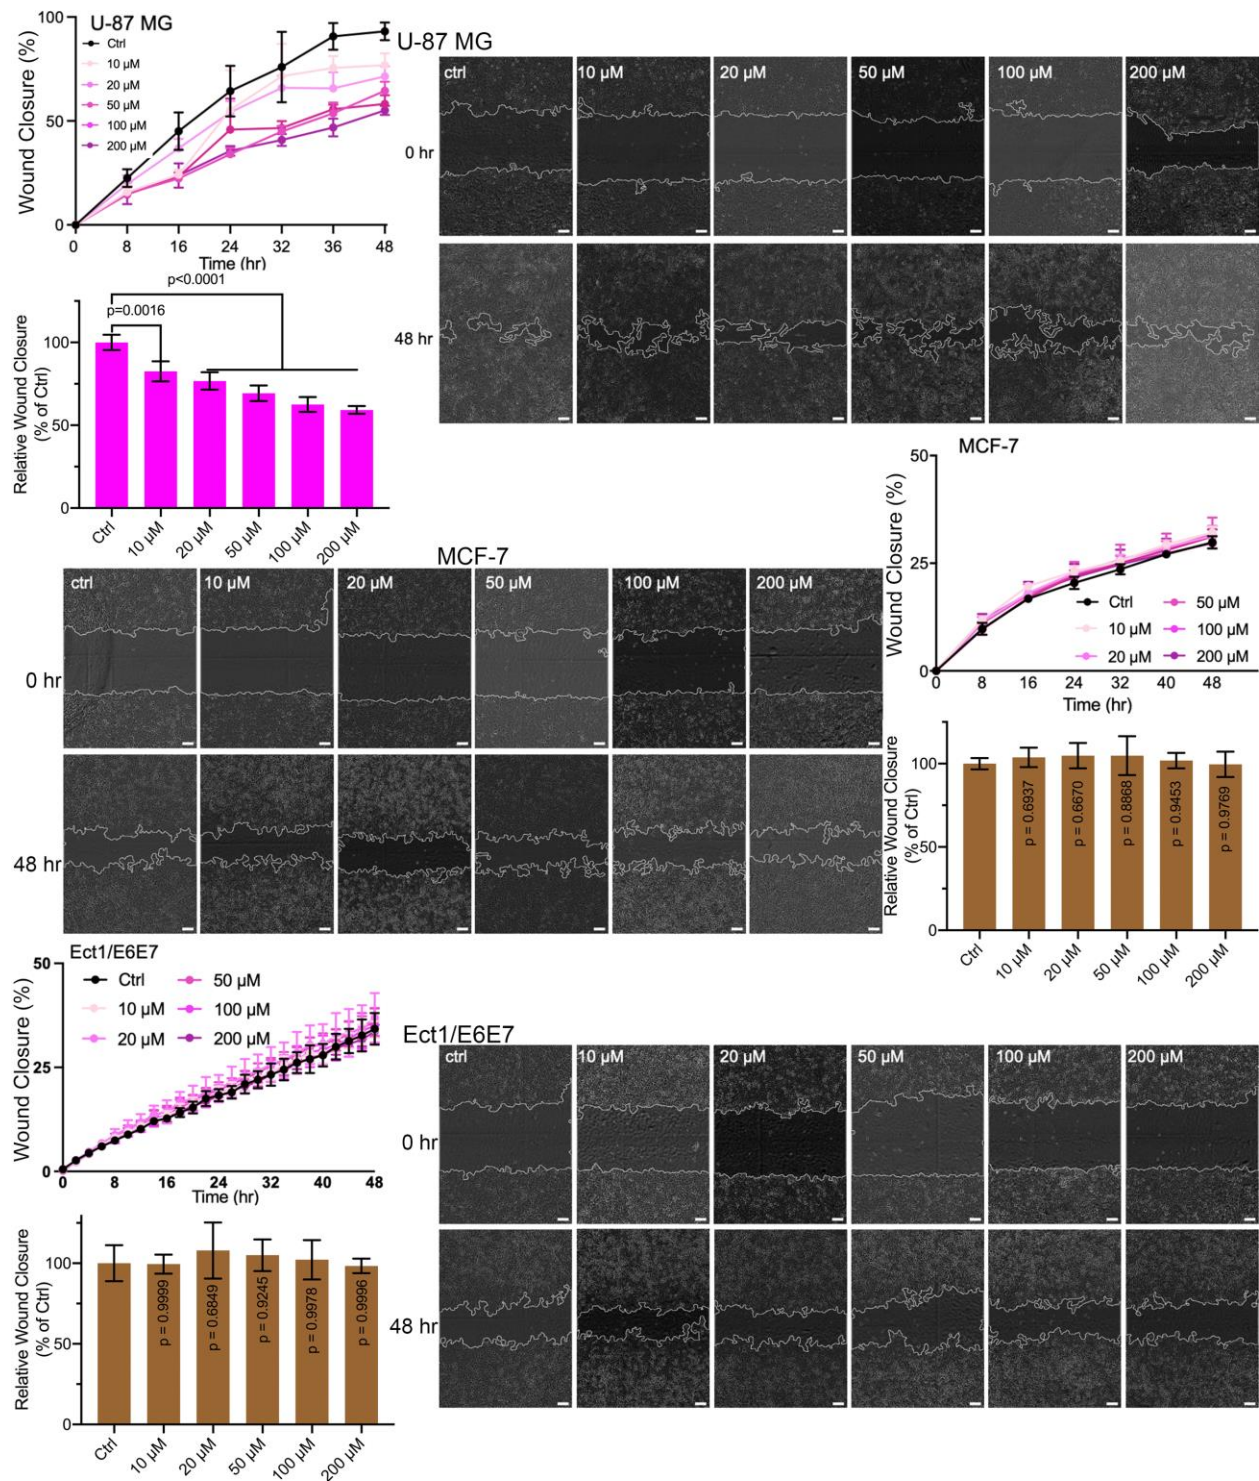 U-87 MG
Wound Closure (%)
100
50
0
Ctrl
10 µM
20 µM
50 µM
100 µM
200 µM
0 8 16 24 32 36 48
Time (hr)
U-87 MG
ctrl 10 µM 20 µM 50 µM 100 µM 200 µM
0 hr
48 hr
p<0.0001
p=0.0016
Relative Wound Closure
(% of Ctrl)
100
50
0
Ctrl 10 µM 20 µM 50 µM 100 µM 200 µM
MCF-7
ctrl 10 µM 20 µM 50 µM 100 µM 200 µM
0 hr
48 hr
MCF-7
Wound Closure (%)
50
25
0
Ctrl 50 µM
10 µM 100 µM
20 µM 200 µM
0 8 16 24 32 40 48
Time (hr)
Relative Wound Closure
(% of Ctrl)
100
50
0
p = 0.6937
p = 0.6670
p = 0.8868
p = 0.9453
p = 0.9769
Ctrl 10 µM 20 µM 50 µM 100 µM 200 µM
Ect1/E6E7
Wound Closure (%)
50
25
0
Ctrl 50 µM
10 µM 100 µM
20 µM 200 µM
0 8 16 24 32 40 48
Time (hr)
Ect1/E6E7
ctrl 10 µM 20 µM 50 µM 100 µM 200 µM
0 hr
48 hr
Relative Wound Closure
(% of Ctrl)
100
50
0
p = 0.9999
p = 0.6849
p = 0.9245
p = 0.9978
p = 0.9996
Ctrl 10 µM 20 µM 50 µM 100 µM 200 µM